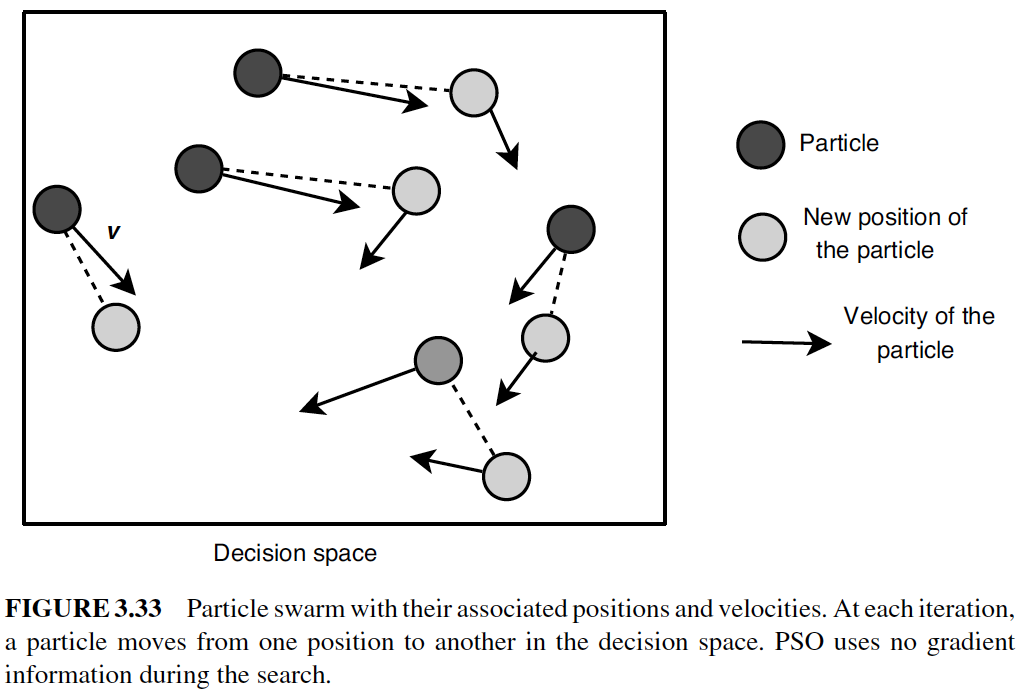 v
Particle
New position of
the particle
Velocity of the
particle
Decision space
FIGURE 3.33 Particle swarm with their associated positions and velocities. At each iteration,
a particle moves from one position to another in the decision space. PSO uses no gradient
information during the search.